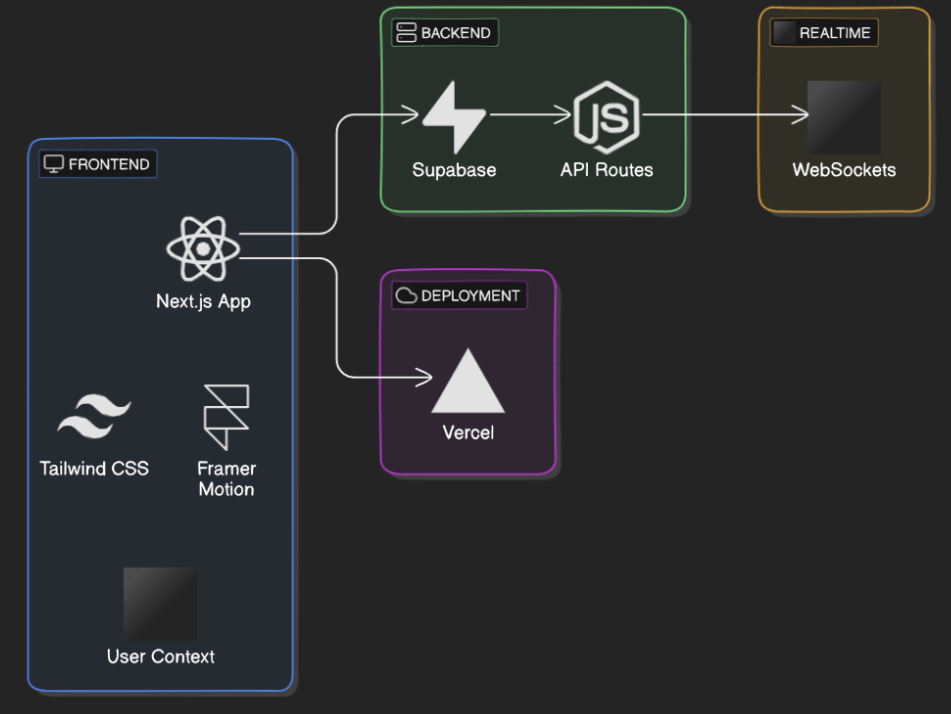 BACKEND
REALTIME
Supabase
API Routes
WebSockets
FRONTEND
Next.js App
DEPLOYMENT
Vercel
Tailwind CSS
Framer
Motion
User Context
JS